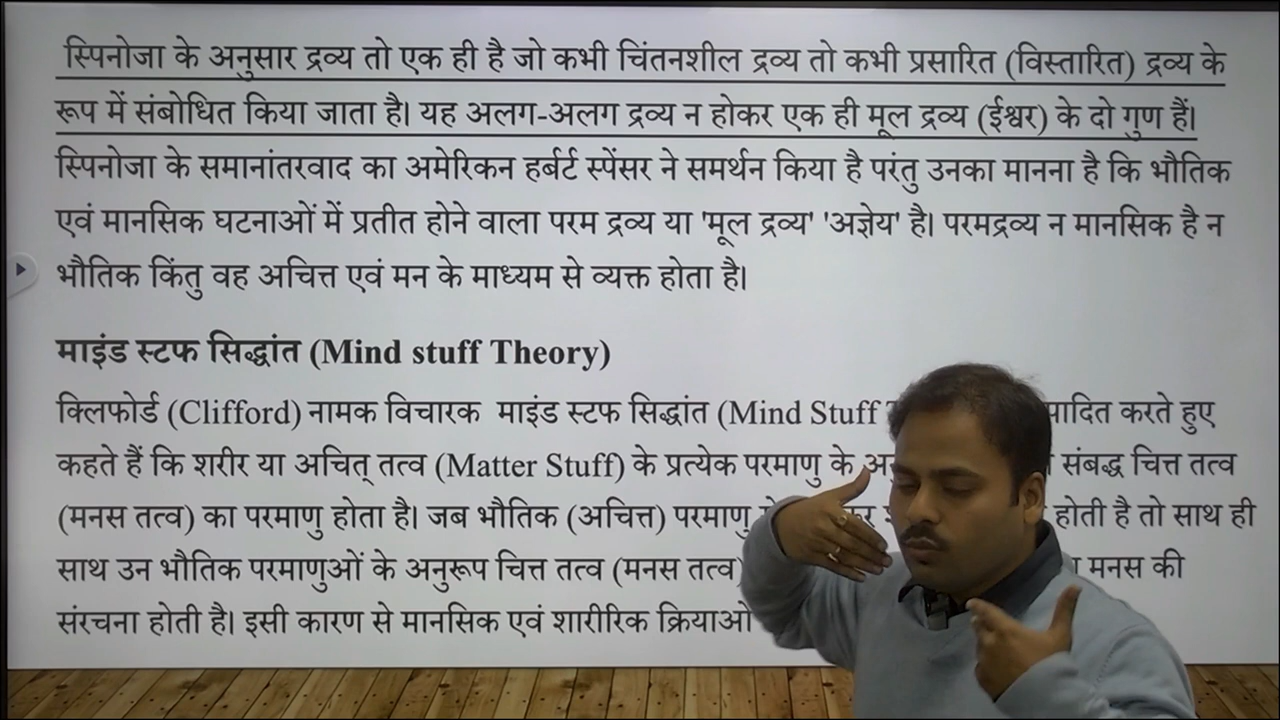 स्पिनोजा के अनुसार द्रव्य तो एक ही है जो कभी चिंतनशील द्रव्य तो कभी प्रसारित (विस्तारित) द्रव्य के
रूप में संबोधित किया जाता है। यह अलग-अलग द्रव्य न होकर एक ही मूल द्रव्य (ईश्वर) के दो गुण हैं।
स्पिनोजा के समानांतरवाद का अमेरिकन हर्बर्ट स्पेंसर ने समर्थन किया है परंतु उनका मानना है कि भौतिक
एवं मानसिक घटनाओं में प्रतीत होने वाला परम द्रव्य या 'मूल द्रव्य' 'अज्ञेय' है। परमद्रव्य न मानसिक है न
भौतिक किंतु वह अचित्त एवं मन के माध्यम से व्यक्त होता है।
माइंड स्टफ सिद्धांत (Mind stuff Theory)
क्लिफोर्ड (Clifford) नामक विचारक माइंड स्टफ सिद्धांत (Mind Stuff करते हुए
कहते हैं कि शरीर या अचित् तत्व (Matter Stuff) के प्रत्येक परमाणु के संबद्ध चित्त तत्व
(मनस तत्व) का परमाणु होता है। जब भौतिक (अचित्त) परमाणु होती है तो साथ ही
साथ उन भौतिक परमाणुओं के अनुरूप चित्त तत्व (मनस तत्व) मनस की
संरचना होती है। इसी कारण से मानसिक एवं शारीरिक क्रियाओ